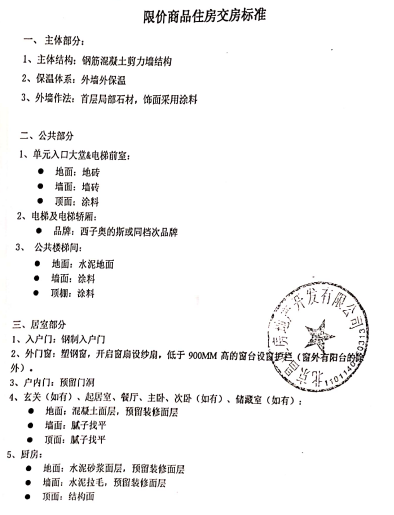 限价商品住房交房标准
一、主体部分：
1、主体结构：钢筋混凝土剪力墙结构
2、保温体系：外墙外保温
3、外墙作法：首层局部石材，饰面采用涂料
二、公共部分
1、单元入口大堂&电梯前室：
● 地面：地砖
● 墙面：墙砖
● 顶面：涂料
2、电梯及电梯轿厢：
● 品牌：西子奥的斯或同档次品牌
3、公共楼梯间：
● 地面：水泥地面
● 墙面：涂料
● 顶棚：涂料
三、居室部分
1、入户门：钢制入户门
2、外门窗：塑钢窗，开启窗扇设纱扇，低于 900MM 高的窗台设窗护栏（窗外有阳台的除
外）。
3、户内门：预留门洞
4、玄关（如有）、起居室、餐厅、主卧、次卧（如有）、储藏室（如有）：
● 地面：混凝土面层，预留装修面层
● 墙面：腻子找平
● 顶面：腻子找平
5、厨房：
● 地面：水泥砂浆面层，预留装修面层
● 墙面：水泥拉毛，预留装修面层
● 顶面：结构面
房地产开发有限公司